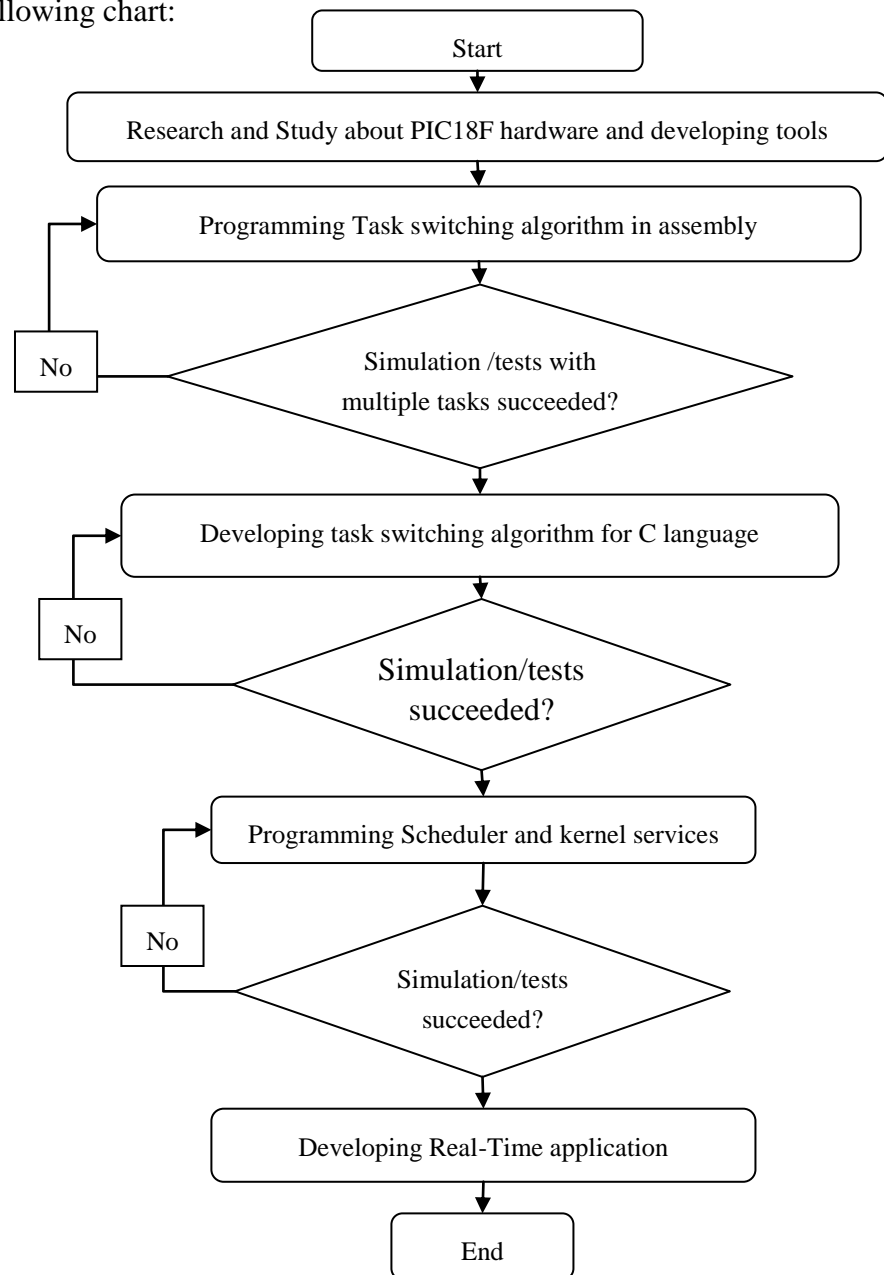 llowing chart:
Start
Research and Study about PIC18F hardware and developing tools
Programming Task switching algorithm in assembly
No
Simulation /tests with
multiple tasks succeeded?
Developing task switching algorithm for C language
No
Simulation/tests
succeeded?
Programming Scheduler and kernel services
No
Simulation/tests
succeeded?
Developing Real-Time application
End